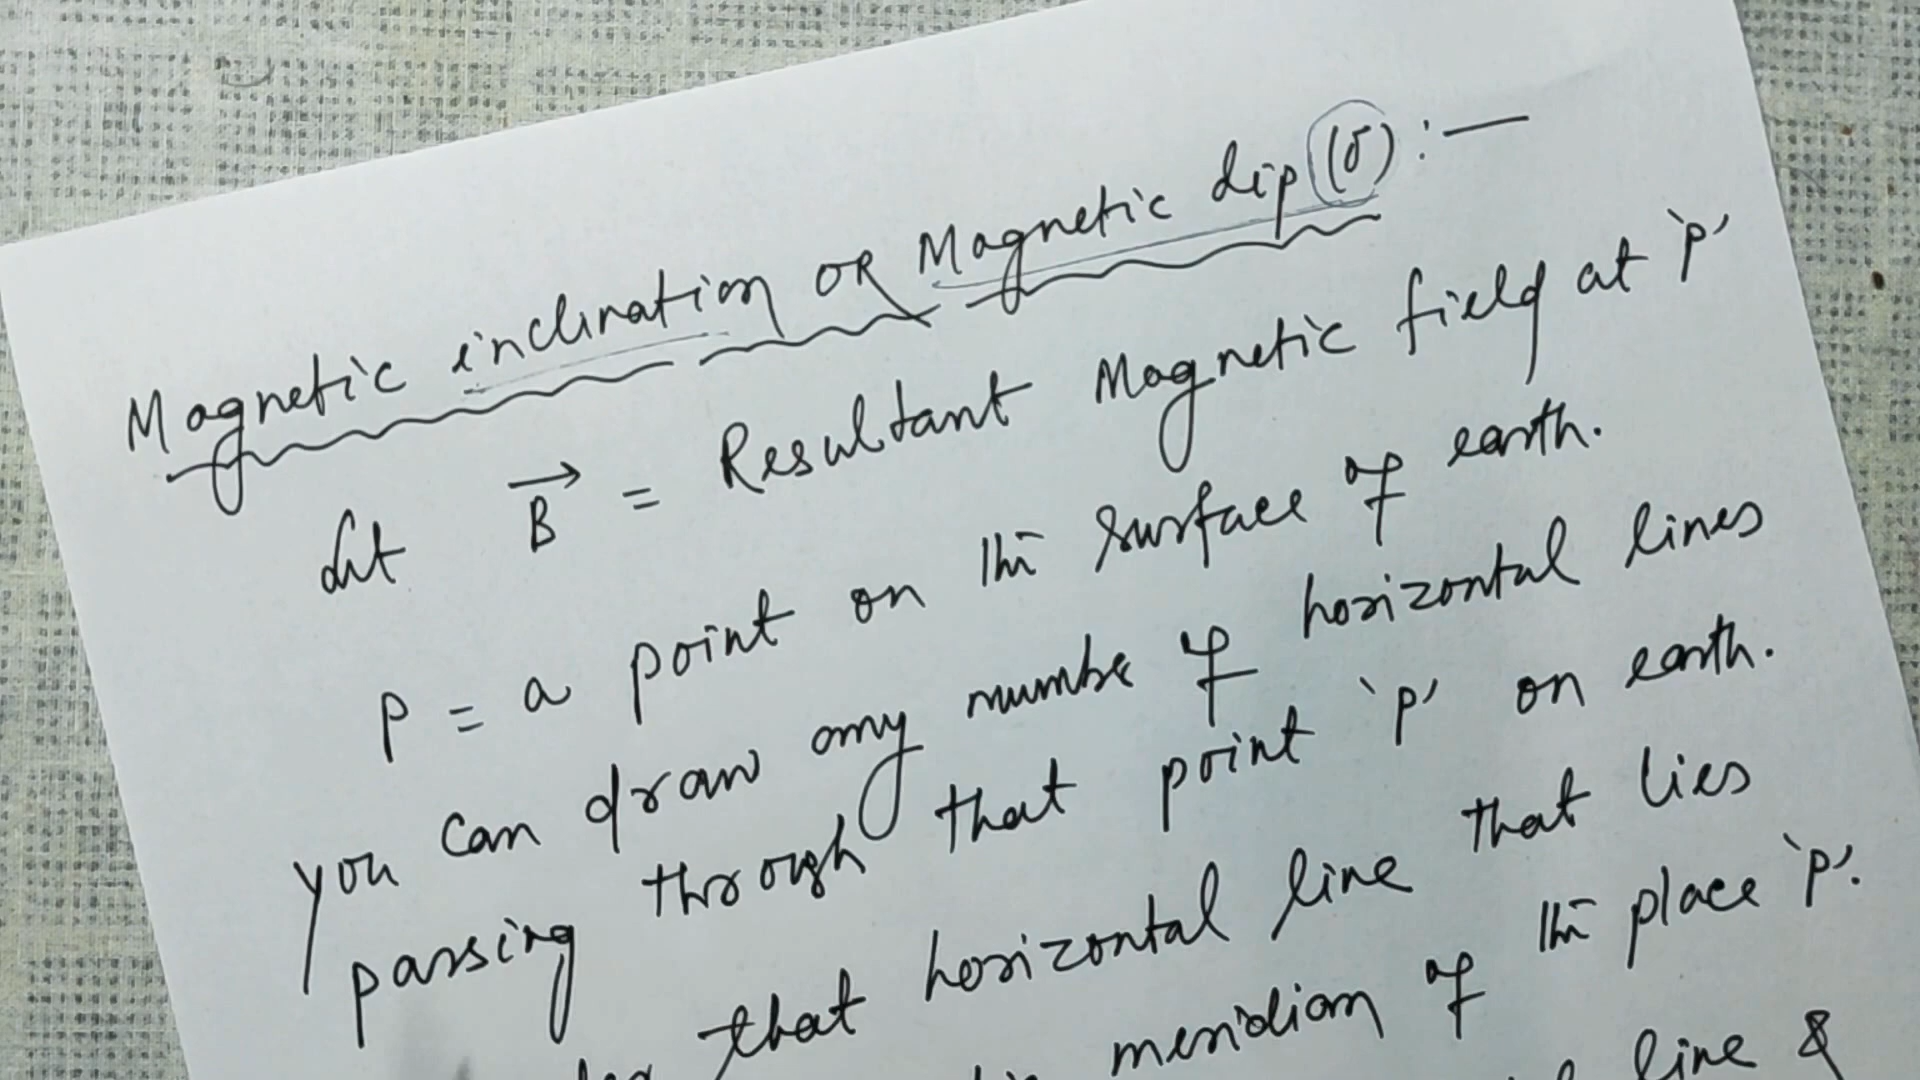 Magnetic inclination OR Magnetic dip (δ) :—
Let B⃗ = Resultant Magnetic field at 'P'
P = a point on the surface of earth.
you can draw any number of horizontal lines
passing through that point 'P' on earth.
that horizontal line that lies
meridian of the place 'P'.
line &